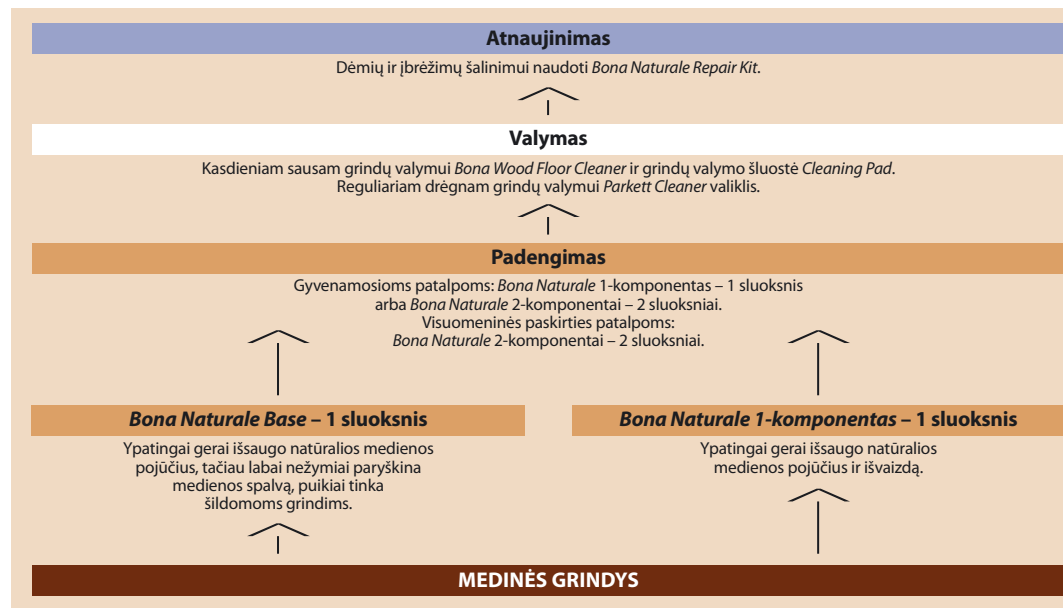 Atnaujinimas
Dėmių ir įbrėžimų šalinimui naudoti Bona Naturale Repair Kit.
Valymas
Kasdieniam sausam grindų valymui Bona Wood Floor Cleaner ir grindų valymo šluostė Cleaning Pad.
Reguliariam drėgnam grindų valymui Parkett Cleaner valiklis.
Padengimas
Gyvenamosioms patalpoms: Bona Naturale 1-komponentas – 1 sluoksnis
arba Bona Naturale 2-komponentai – 2 sluoksniai.
Visuomeninės paskirties patalpoms:
Bona Naturale 2-komponentai – 2 sluoksniai.
Bona Naturale Base – 1 sluoksnis
Ypatingai gerai išsaugo natūralios medienos
pojūčius, tačiau labai nežymiai paryškina
medienos spalvą, puikiai tinka
šildomoms grindims.
Bona Naturale 1-komponentas – 1 sluoksnis
Ypatingai gerai išsaugo natūralios
medienos pojūčius ir išvaizdą.
MEDINĖS GRINDYS